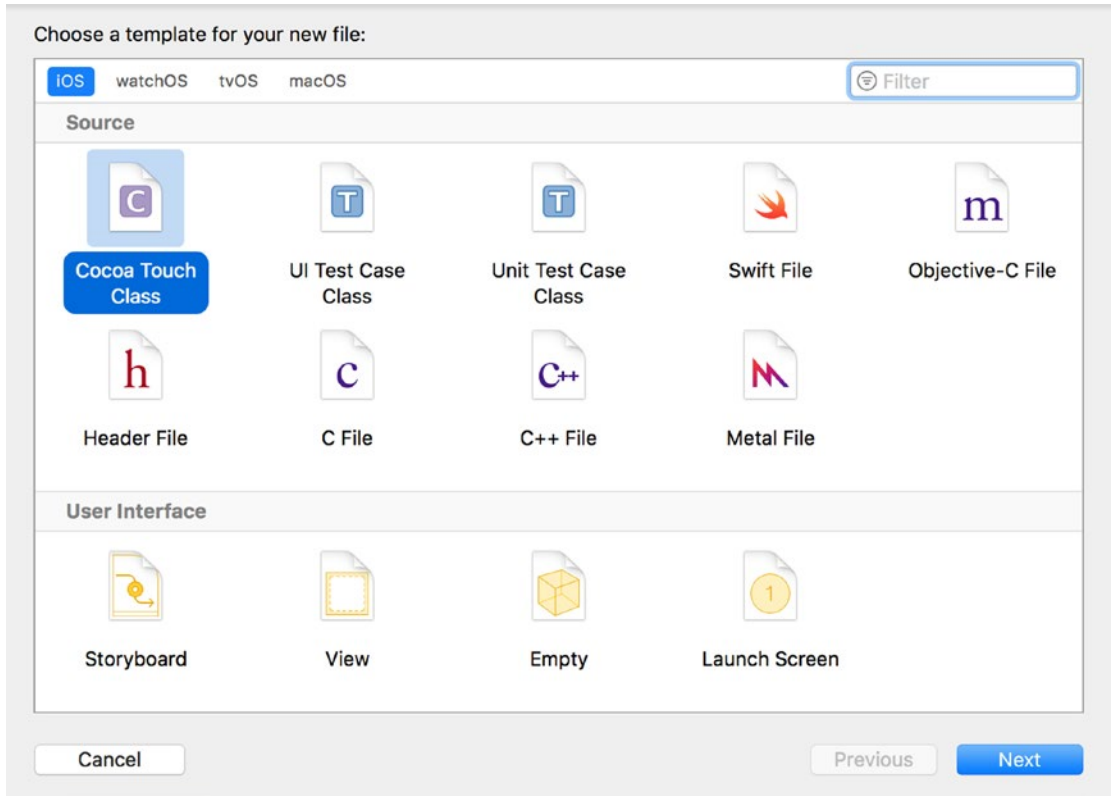 Choose a template for your new file:
iOS watchOS tvOS macOS Filter
Source
C T T m
Cocoa Touch Class UI Test Case Class Unit Test Case Class Swift File Objective-C File
h c C++
Header File C File C++ File Metal File
User Interface
1
Storyboard View Empty Launch Screen
Cancel Previous Next